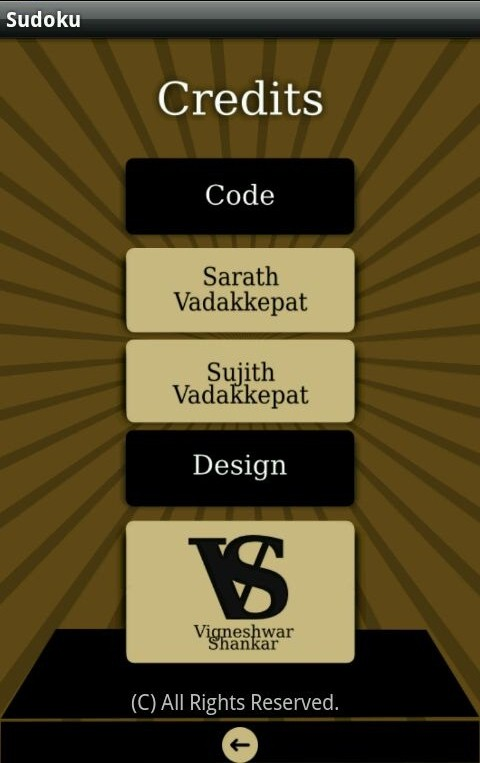 Sudoku
Credits
Code
Sarath
Vadakkepat
Sujith
Vadakkepat
Design
VS
Vigneshwar
Shankar
(C) All Rights Reserved.